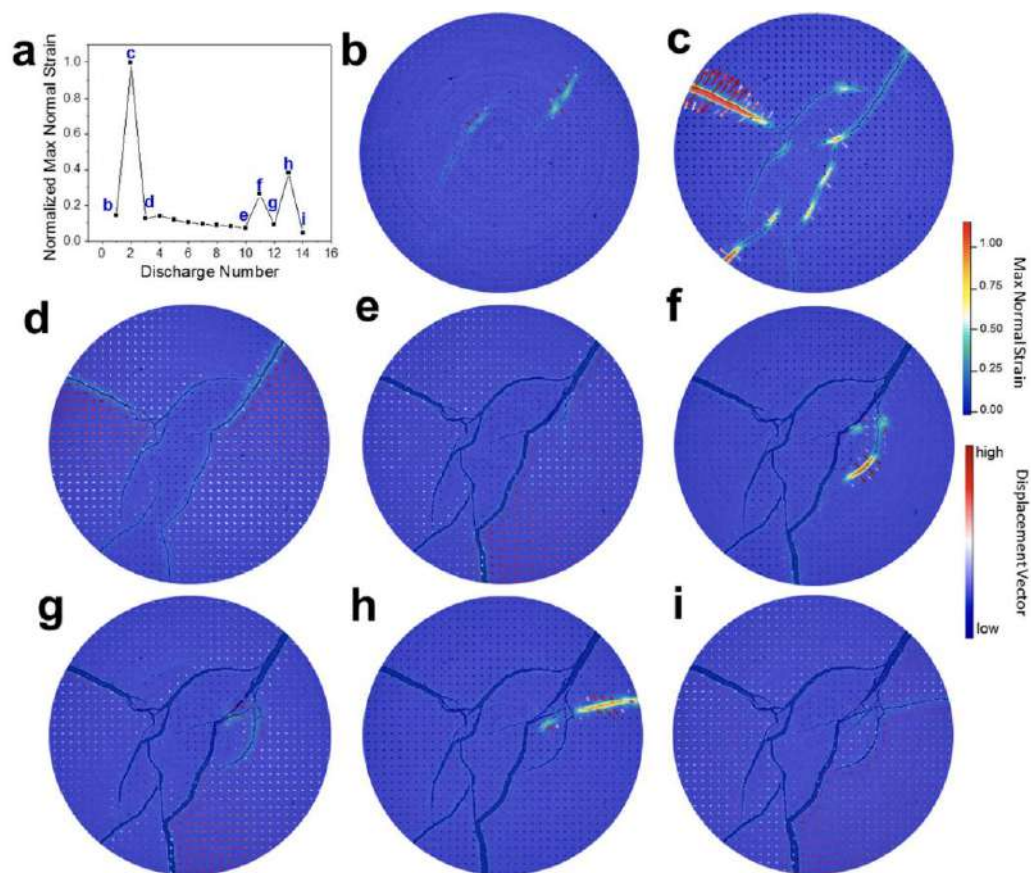 a
Normalized Max Normal Strain
1.0
0.8
0.6
0.4
0.2
0.0
b
c
d
e
f
g
h
i
0 2 4 6 8 10 12 14 16
Discharge Number
b
c
1.00
0.75
0.50
0.25
0.00
Max Normal Strain
d
e
f
high
low
Displacement Vector
g
h
i